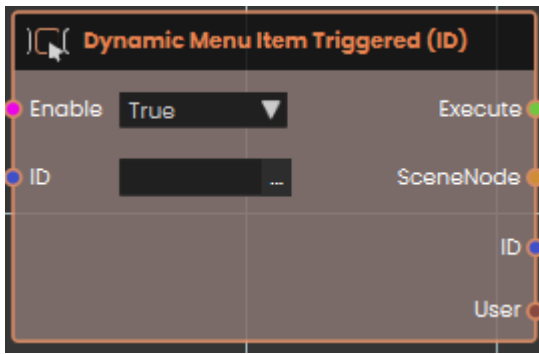 Dynamic Menu Item Triggered (ID)
Enable True Execute
ID ... SceneNode
ID
User